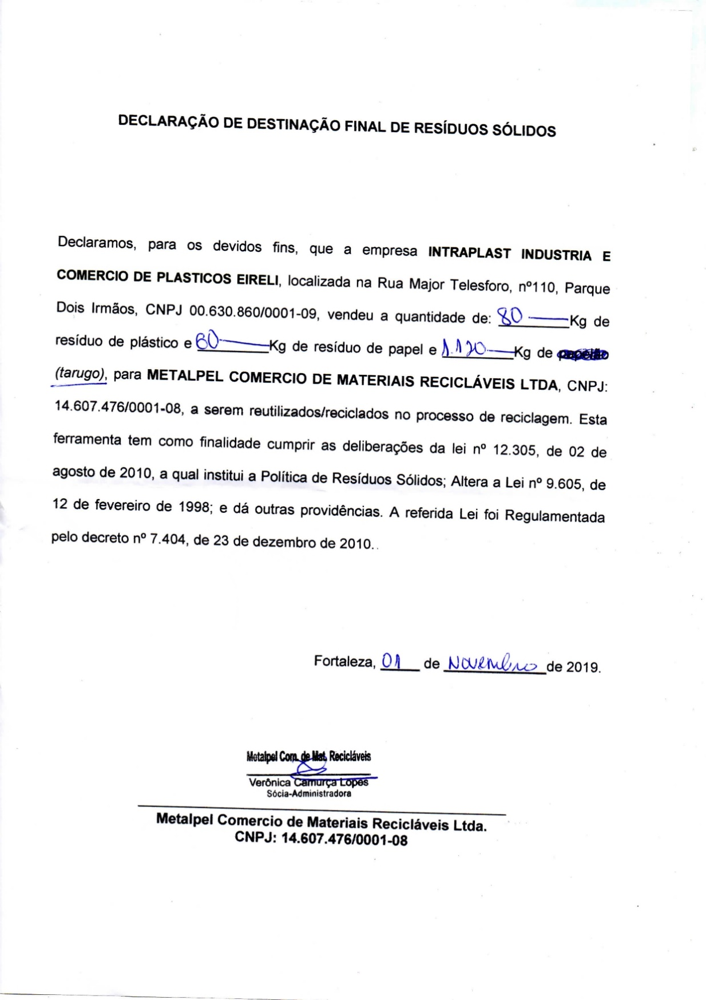 DECLARAÇÃO DE DESTINAÇÃO FINAL DE RESÍDUOS SÓLIDOS
Declaramos, para os devidos fins, que a empresa INTRAPLAST INDUSTRIA E
COMERCIO DE PLASTICOS EIRELI, localizada na Rua Major Telesforo, nº110, Parque
Dois Irmãos, CNPJ 00.630.860/0001-09, vendeu a quantidade de: 80 Kg de
resíduo de plástico e 60 Kg de resíduo de papel e 1.120 Kg de papelão
(tarugo), para METALPEL COMERCIO DE MATERIAIS RECICLÁVEIS LTDA, CNPJ:
14.607.476/0001-08, a serem reutilizados/reciclados no processo de reciclagem. Esta
ferramenta tem como finalidade cumprir as deliberações da lei nº 12.305, de 02 de
agosto de 2010, a qual institui a Política de Resíduos Sólidos; Altera a Lei nº 9.605, de
12 de fevereiro de 1998; e dá outras providências. A referida Lei foi Regulamentada
pelo decreto nº 7.404, de 23 de dezembro de 2010..
Fortaleza, 01 de Novembro de 2019.
Metalpel Com. de Mat. Recicláveis
Verônica Camurça Lopes
Sócia-Administradora
Metalpel Comercio de Materiais Recicláveis Ltda.
CNPJ: 14.607.476/0001-08